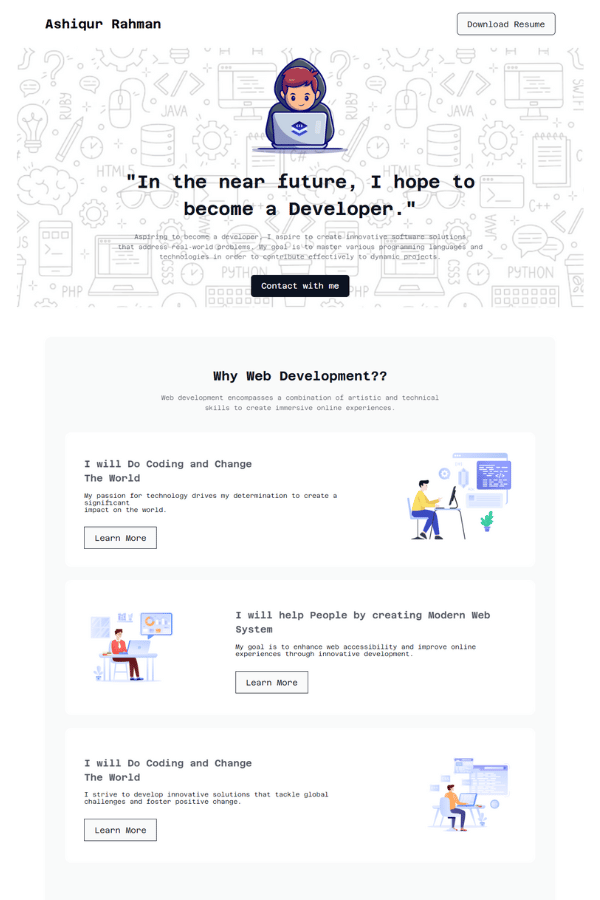 Ashiqur Rahman
Download Resume
RUBY
JAVA
HTML5
C#
C++
JS
CSS
PHP
PYTHON
"In the near future, I hope to
become a Developer."
Aspiring to become a developer, I aspire to create innovative software solutions
that address real-world problems. My goal is to master various programming languages and
technologies in order to contribute effectively to dynamic projects.
Contact with me
Why Web Development??
Web development encompasses a combination of artistic and technical
skills to create immersive online experiences.
I will Do Coding and Change
The World
My passion for technology drives my determination to create a
significant
impact on the world.
Learn More
I will help People by creating Modern Web
System
My goal is to enhance web accessibility and improve online
experiences through innovative development.
Learn More
I will Do Coding and Change
The World
I strive to develop innovative solutions that tackle global
challenges and foster positive change.
Learn More